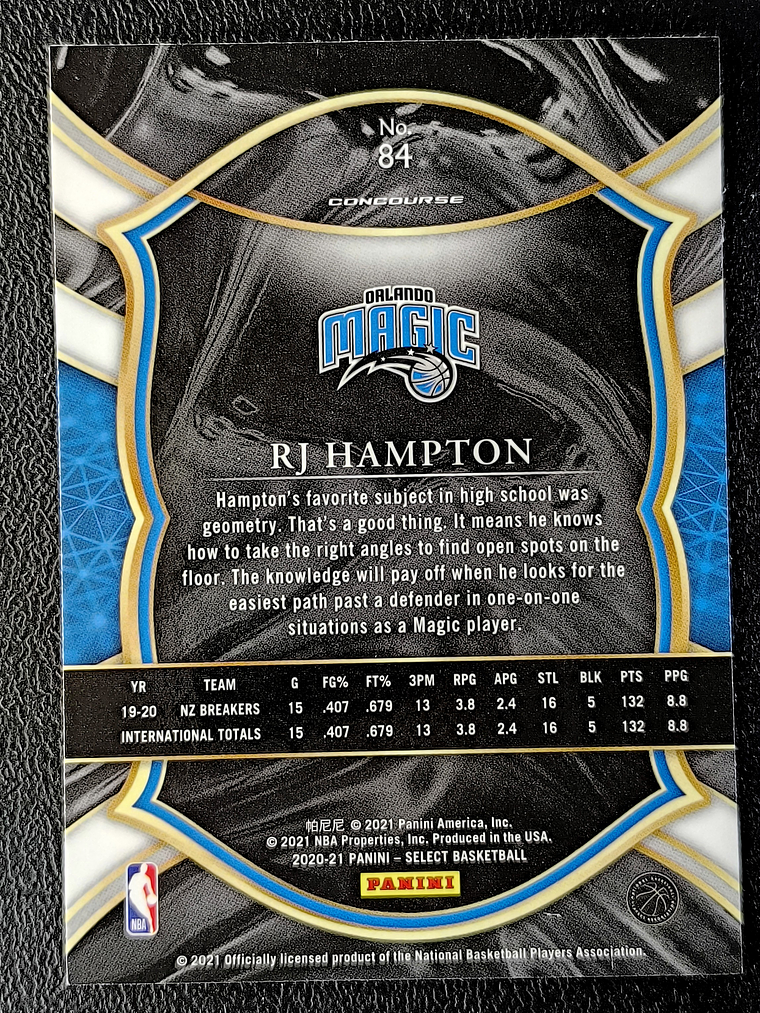 No.
84
CONCOURSE
ORLANDO
MAGIC
RJ HAMPTON
Hampton's favorite subject in high school was
geometry. That's a good thing. It means he knows
how to take the right angles to find open spots on the
floor. The knowledge will pay off when he looks for the
easiest path past a defender in one-on-one
situations as a Magic player.
YR TEAM G FG% FT% 3PM RPG APG STL BLK PTS PPG
19-20 NZ BREAKERS 15 .407 .679 13 3.8 2.4 16 5 132 8.8
INTERNATIONAL TOTALS 15 .407 .679 13 3.8 2.4 16 5 132 8.8
帕尼尼 © 2021 Panini America, Inc.
© 2021 NBA Properties, Inc. Produced in the USA.
2020-21 PANINI – SELECT BASKETBALL
PANINI
NBA
© 2021 Officially licensed product of the National Basketball Players Association.